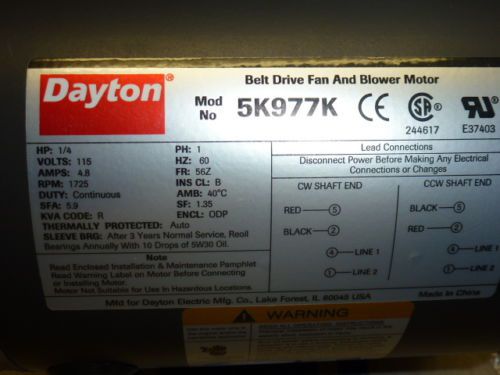 Dayton®
Belt Drive Fan And Blower Motor
Mod No 5K977K CE SA® UR
244617 E37403
HP: 1/4 PH: 1
VOLTS: 115 HZ: 60
AMPS: 4.8 FR: 56Z
RPM: 1725 INS CL: B
DUTY: Continuous AMB: 40°C
SFA: 5.9 SF: 1.35
KVA CODE: R ENCL: ODP
THERMALLY PROTECTED: Auto
SLEEVE BRG: After 3 Years Normal Service, Reoil
Bearings Annually With 10 Drops of 5W30 Oil.
Note
Read Enclosed Installation & Maintenance Pamphlet
Read Warning Label on Motor Before Connecting
or Installing Motor.
Motor Not Suitable for Use In Hazardous Locations.
Lead Connections
Disconnect Power Before Making Any Electrical
Connections or Changes
CW SHAFT END CCW SHAFT END
RED 5 BLACK 5
BLACK 2 RED 2
4 LINE 1 4 LINE 1
1 LINE 2 1 LINE 2
Mfd for Dayton Electric Mfg. Co., Lake Forest, IL 60045 USA Made In China
WARNING
READ ALL OPERATING INSTRUCTIONS